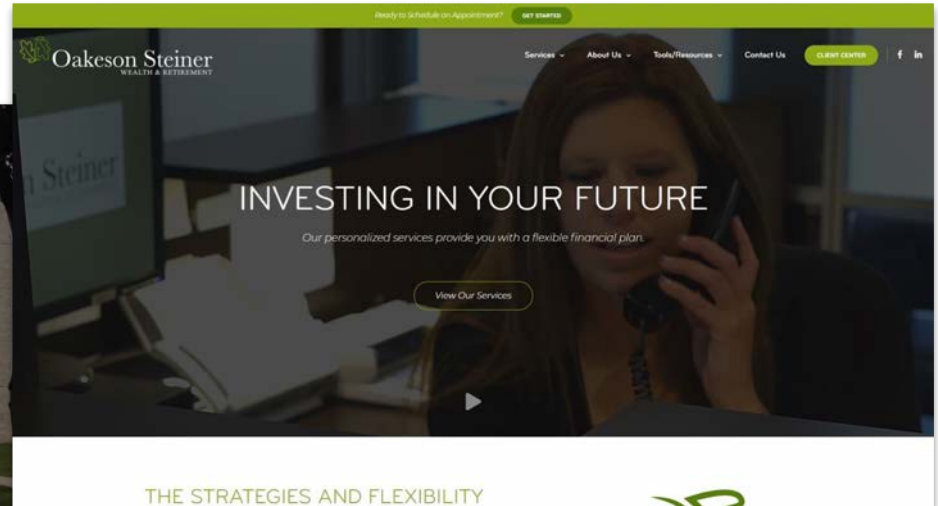 Ready to Schedule an Appointment? GET STARTED
Oakeson Steiner
WEALTH & RETIREMENT
Services About Us Tools/Resources Contact Us CLIENT CENTER f in
n Steiner
INVESTING IN YOUR FUTURE
Our personalized services provide you with a flexible financial plan.
View Our Services
THE STRATEGIES AND FLEXIBILITY